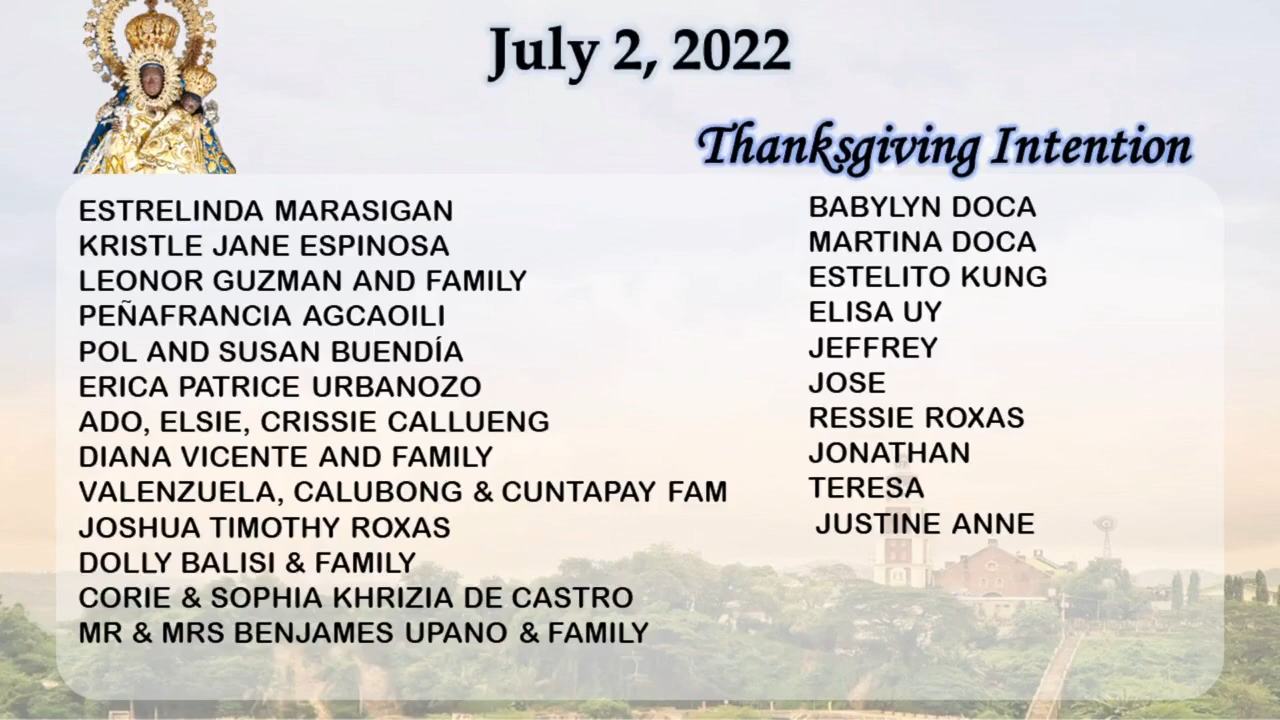 July 2, 2022
Thanksgiving Intention
ESTRELINDA MARASIGAN
KRISTLE JANE ESPINOSA
LEONOR GUZMAN AND FAMILY
PEÑAFRANCIA AGCAOILI
POL AND SUSAN BUENDÍA
ERICA PATRICE URBANOZO
ADO, ELSIE, CRISSIE CALLUENG
DIANA VICENTE AND FAMILY
VALENZUELA, CALUBONG & CUNTAPAY FAM
JOSHUA TIMOTHY ROXAS
DOLLY BALISI & FAMILY
CORIE & SOPHIA KHRIZIA DE CASTRO
MR & MRS BENJAMES UPANO & FAMILY
BABYLYN DOCA
MARTINA DOCA
ESTELITO KUNG
ELISA UY
JEFFREY
JOSE
RESSIE ROXAS
JONATHAN
TERESA
JUSTINE ANNE